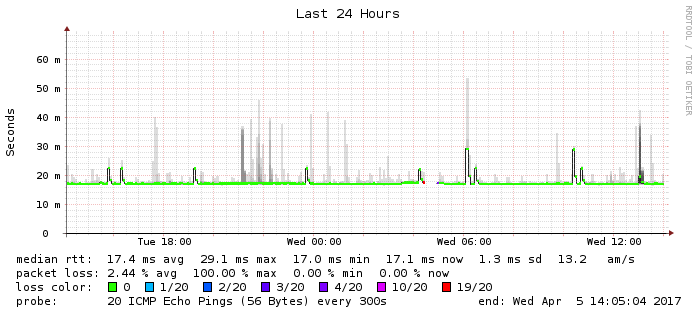 Last 24 Hours
RRDTOOL / TOBI OETIKER
Seconds
60 m
50 m
40 m
30 m
20 m
10 m
0
Tue 18:00 Wed 00:00 Wed 06:00 Wed 12:00
median rtt: 17.4 ms avg 29.1 ms max 17.0 ms min 17.1 ms now 1.3 ms sd 13.2 am/s
packet loss: 2.44 % avg 100.00 % max 0.00 % min 0.00 % now
loss color: 0 1/20 2/20 3/20 4/20 10/20 19/20
probe: 20 ICMP Echo Pings (56 Bytes) every 300s end: Wed Apr 5 14:05:04 2017